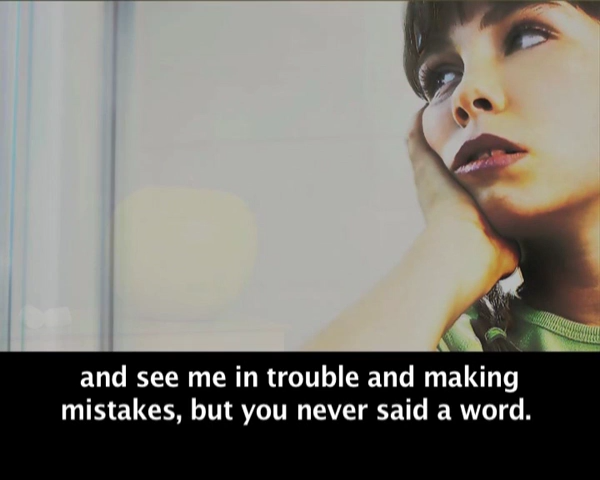 and see me in trouble and making
mistakes, but you never said a word.